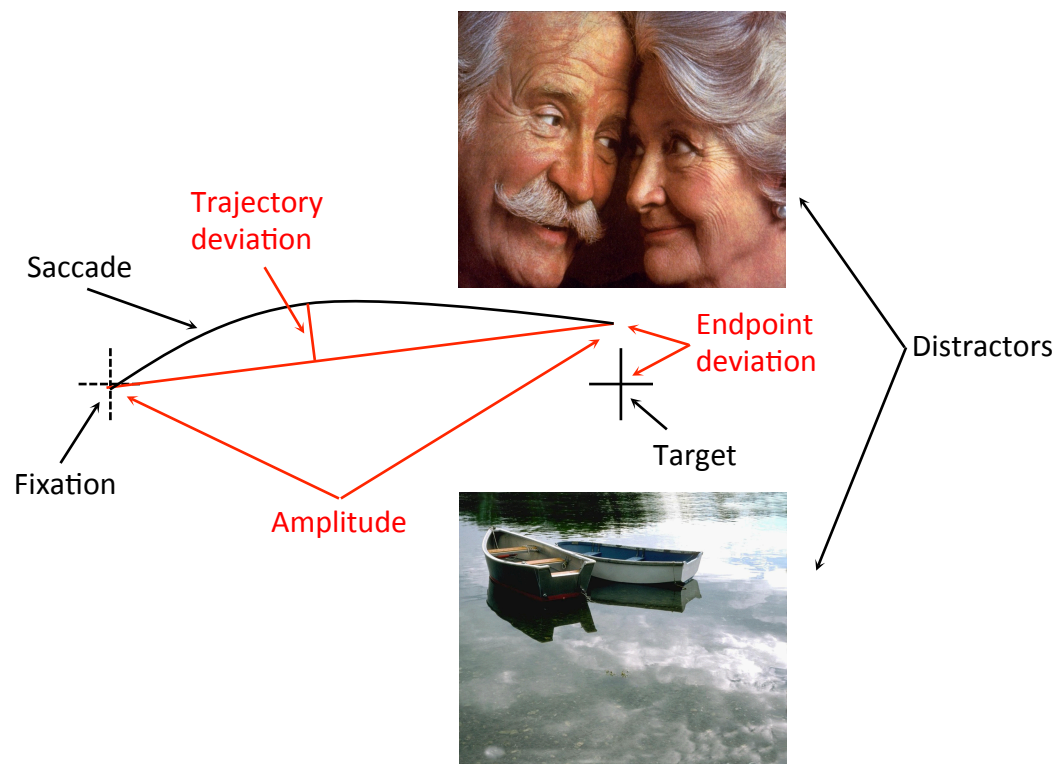 Trajectory
deviation
Saccade
Endpoint
deviation
Distractors
Target
Fixation
Amplitude